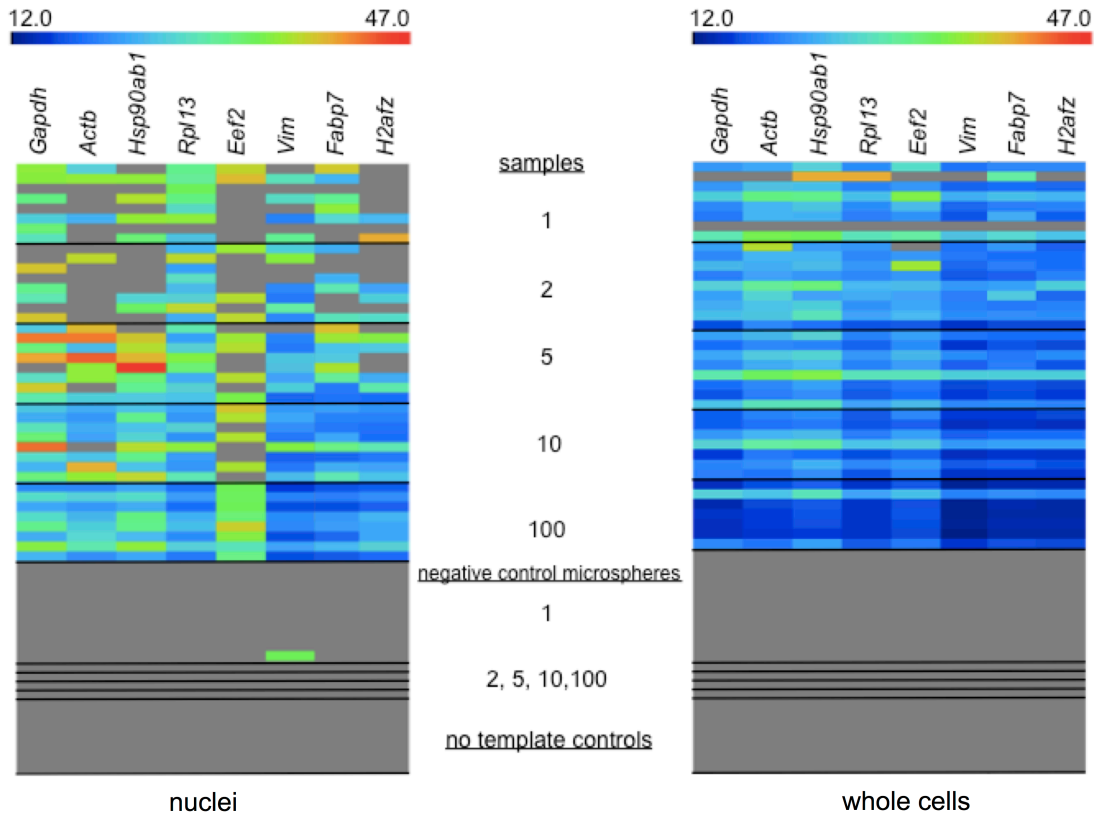 12.0 47.0 12.0 47.0
Gapdh Actb Hsp90ab1 Rpl13 Eef2 Vim Fabp7 H2afz Gapdh Actb Hsp90ab1 Rpl13 Eef2 Vim Fabp7 H2afz
samples
1
2
5
10
100
negative control microspheres
1
2, 5, 10,100
no template controls
nuclei whole cells